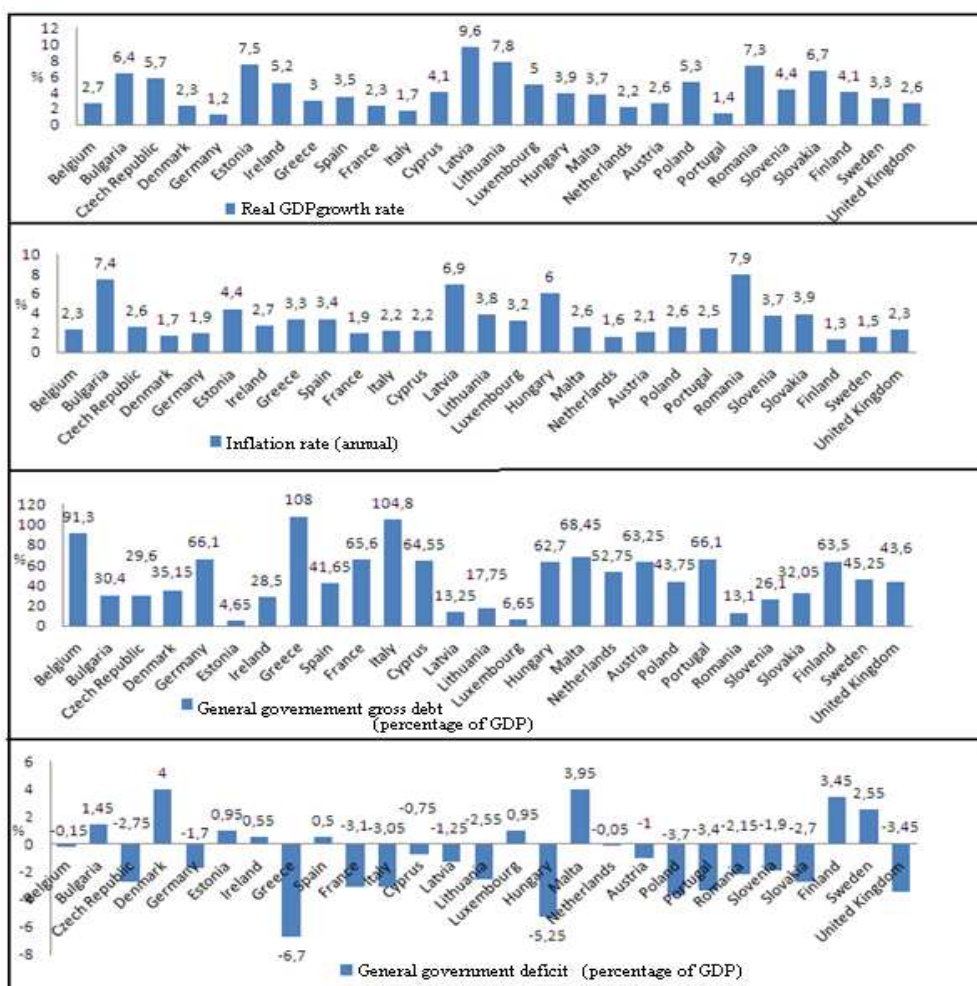 12
10
8
% 6
4
2
0
2,7 6,4 5,7 2,3 1,2 7,5 5,2 3 3,5 2,3 1,7 4,1 9,6 7,8 5 3,9 3,7 2,2 2,6 5,3 1,4 7,3 4,4 6,7 4,1 3,3 2,6
Belgium Bulgaria Czech Republic Denmark Germany Estonia Ireland Greece Spain France Italy Cyprus Latvia Lithuania Luxembourg Hungary Malta Netherlands Austria Poland Portugal Romania Slovenia Slovakia Finland Sweden United Kingdom
Real GDPgrowth rate
10
8
6
%
4
2
0
2,3 7,4 2,6 1,7 1,9 4,4 2,7 3,3 3,4 1,9 2,2 2,2 6,9 3,8 3,2 6 2,6 1,6 2,1 2,6 2,5 7,9 3,7 3,9 1,3 1,5 2,3
Belgium Bulgaria Czech Republic Denmark Germany Estonia Ireland Greece Spain France Italy Cyprus Latvia Lithuania Luxembourg Hungary Malta Netherlands Austria Poland Portugal Romania Slovenia Slovakia Finland Sweden United Kingdom
Inflation rate (annual)
120
100
80
%
60
40
20
0
91,3 30,4 29,6 35,15 66,1 4,65 28,5 108 41,65 65,6 104,8 64,55 13,25 17,75 6,65 62,7 68,45 52,75 63,25 43,75 66,1 13,1 26,1 32,05 63,5 45,25 43,6
Belgium Bulgaria Czech Republic Denmark Germany Estonia Ireland Greece Spain France Italy Cyprus Latvia Lithuania Luxembourg Hungary Malta Netherlands Austria Poland Portugal Romania Slovenia Slovakia Finland Sweden United Kingdom
General governement gross debt
(percentage of GDP)
6
4
2
%
0
-2
-4
-6
-8
-0,15 1,45 -2,75 4 -1,7 0,95 0,55 -6,7 0,5 -3,1 -3,05 -0,75 -1,25 -2,55 0,95 -5,25 3,95 -0,05 -1 -3,7 -3,4 -2,15 -1,9 -2,7 3,45 2,55 -3,45
Belgium Bulgaria Czech Republic Denmark Germany Estonia Ireland Greece Spain France Italy Cyprus Latvia Lithuania Luxembourg Hungary Malta Netherlands Austria Poland Portugal Romania Slovenia Slovakia Finland Sweden United Kingdom
General government deficit (percentage of GDP)